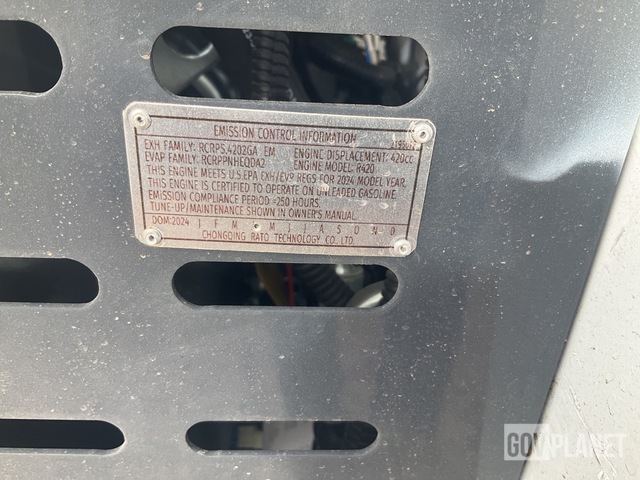 EMISSION CONTROL INFORMATION
EXH FAMILY: RCRPS.4202GA EM ENGINE DISPLACEMENT: 420cc
EVAP FAMILY: RCRPPNHEQDA2 ENGINE MODEL: R420
THIS ENGINE MEETS U.S.EPA EXH/EVP REGS FOR 2024 MODEL YEAR.
THIS ENGINE IS CERTIFIED TO OPERATE ON UNLEADED GASOLINE.
EMISSION COMPLIANCE PERIOD =250 HOURS.
TUNE-UP/MAINTENANCE SHOWN IN OWNER'S MANUAL.
DOM:2024 J F M • M J J A S O N D
CHONGQING RATO TECHNOLOGY CO., LTD.
GOVPLANET